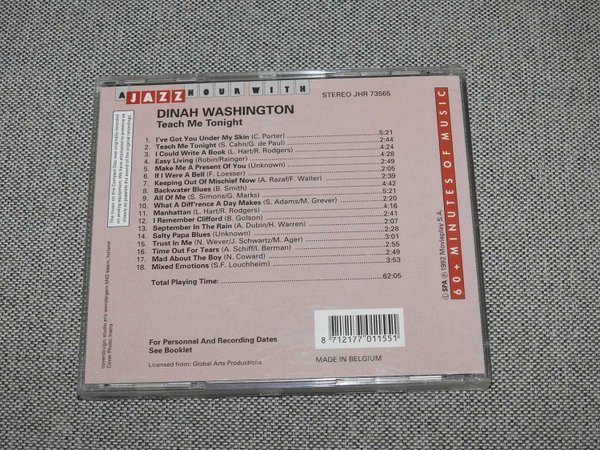 A JAZZ HOUR WITH
STEREO JHR 73565
DINAH WASHINGTON
Teach Me Tonight
1. I've Got You Under My Skin (C. Porter) 5:21
2. Teach Me Tonight (S. Cahn/G. de Paul) 2:44
3. I Could Write A Book (L. Hart/R. Rodgers) 4:24
4. Easy Living (Robin/Rainger) 4:28
5. Make Me A Present Of You (Unknown) 2:49
6. If I Were A Bell (F. Loesser) 2:05
7. Keeping Out Of Mischief Now (A. Razaf/F. Waller) 2:39
8. Backwater Blues (B. Smith) 4:42
9. All Of Me (S. Simons/G. Marks) 5:21
10. What A Diff'rence A Day Makes (S. Adams/M. Grever) 2:20
11. Manhattan (L. Hart/R. Rodgers) 4:16
12. I Remember Clifford (B. Golson) 2:41
13. September In The Rain (A. Dubin/H. Warren) 2:07
14. Salty Papa Blues (Unknown) 2:28
15. Trust In Me (N. Wever/J. Schwartz/M. Ager) 3:01
16. Time Out For Tears (A. Schiff/I. Berman) 2:55
17. Mad About The Boy (N. Coward) 2:49
18. Mixed Emotions (S.F. Louchheim) 3:53
Total Playing Time: 62:05
For Personnel And Recording Dates
See Booklet
Licensed from: Global Arts Productions
8 712177 011551
MADE IN BELGIUM
60+ MINUTES OF MUSIC
© SPA ℗ 1992 Movieplay S.A.